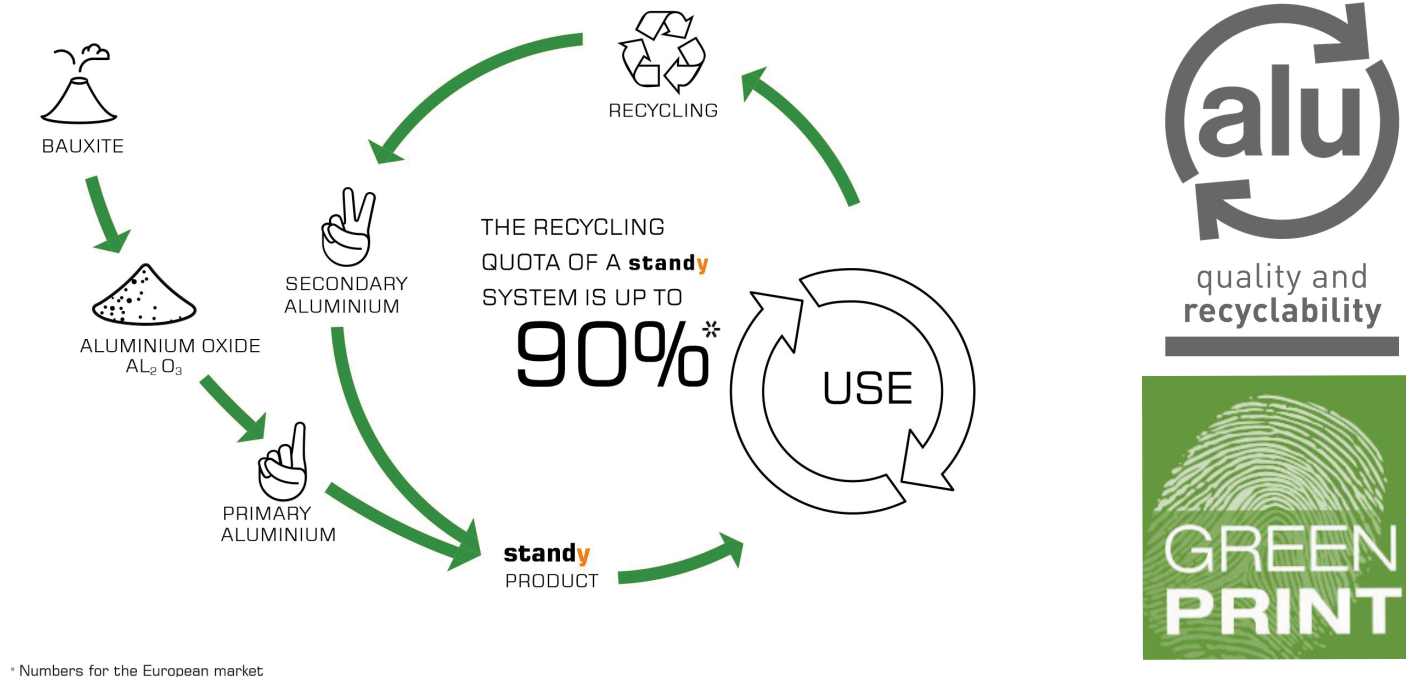 RECYCLING
BAUXITE
THE RECYCLING
QUOTA OF A standy
SYSTEM IS UP TO
90%*
SECONDARY
ALUMINIUM
ALUMINIUM OXIDE
AL₂ O₃
USE
PRIMARY
ALUMINIUM
standy
PRODUCT
* Numbers for the European market
alu
quality and
recyclability
GREEN
PRINT